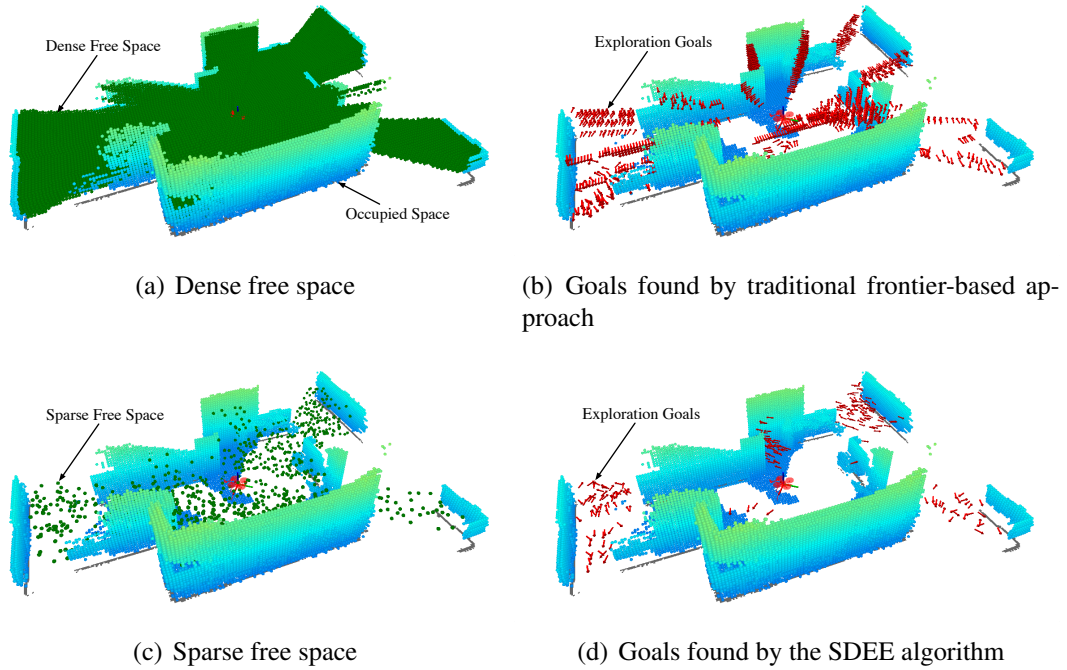 Dense Free Space
Exploration Goals
Occupied Space
(a) Dense free space
(b) Goals found by traditional frontier-based ap-
proach
Sparse Free Space
Exploration Goals
(c) Sparse free space
(d) Goals found by the SDEE algorithm